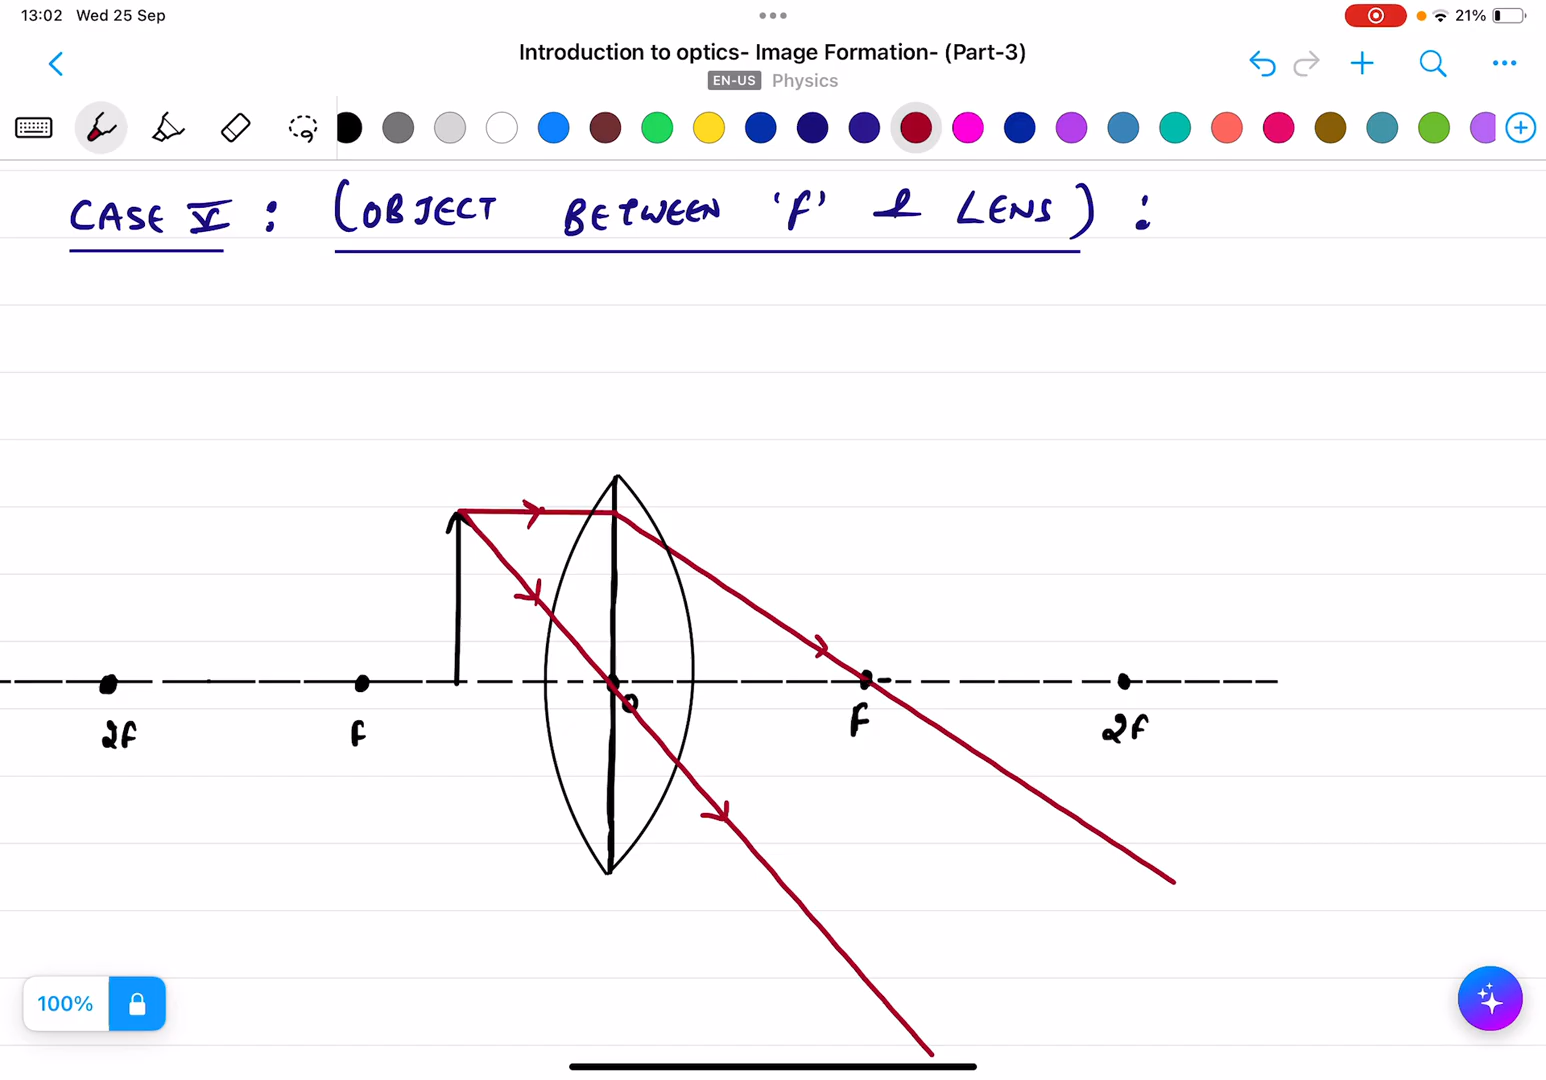 13:02 Wed 25 Sep
21%
Introduction to optics- Image Formation- (Part-3)
EN-US Physics
CASE V : (OBJECT BETWEEN 'F' & LENS) :
2F F O F 2F
100%